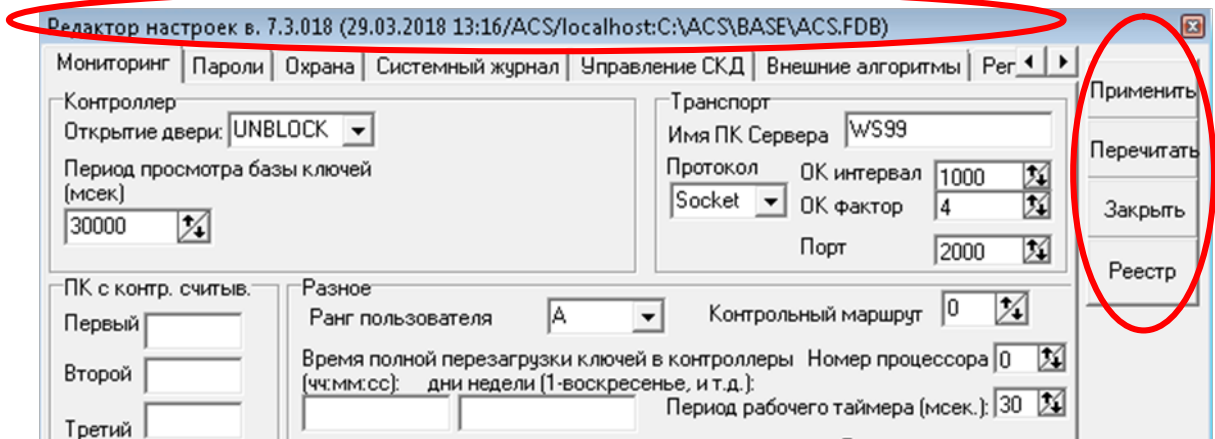 Редактор настроек в. 7.3.018 (29.03.2018 13:16/ACS/localhost:C:\ACS\BASE\ACS.FDB)
Мониторинг Пароли Охрана Системный журнал Управление СКД Внешние алгоритмы Рег
Контроллер
Открытие двери: UNBLOCK
Период просмотра базы ключей
(мсек)
30000
Транспорт
Имя ПК Сервера WS99
Протокол
Socket
ОК интервал 1000
ОК фактор 4
Порт 2000
Применить
Перечитать
Закрыть
Реестр
ПК с контр. считыв.
Первый
Второй
Третий
Разное
Ранг пользователя A
Контрольный маршрут 0
Время полной перезагрузки ключей в контроллеры
(чч:мм:сс): дни недели (1-воскресенье, и т.д.):
Номер процессора 0
Период рабочего таймера (мсек.): 30